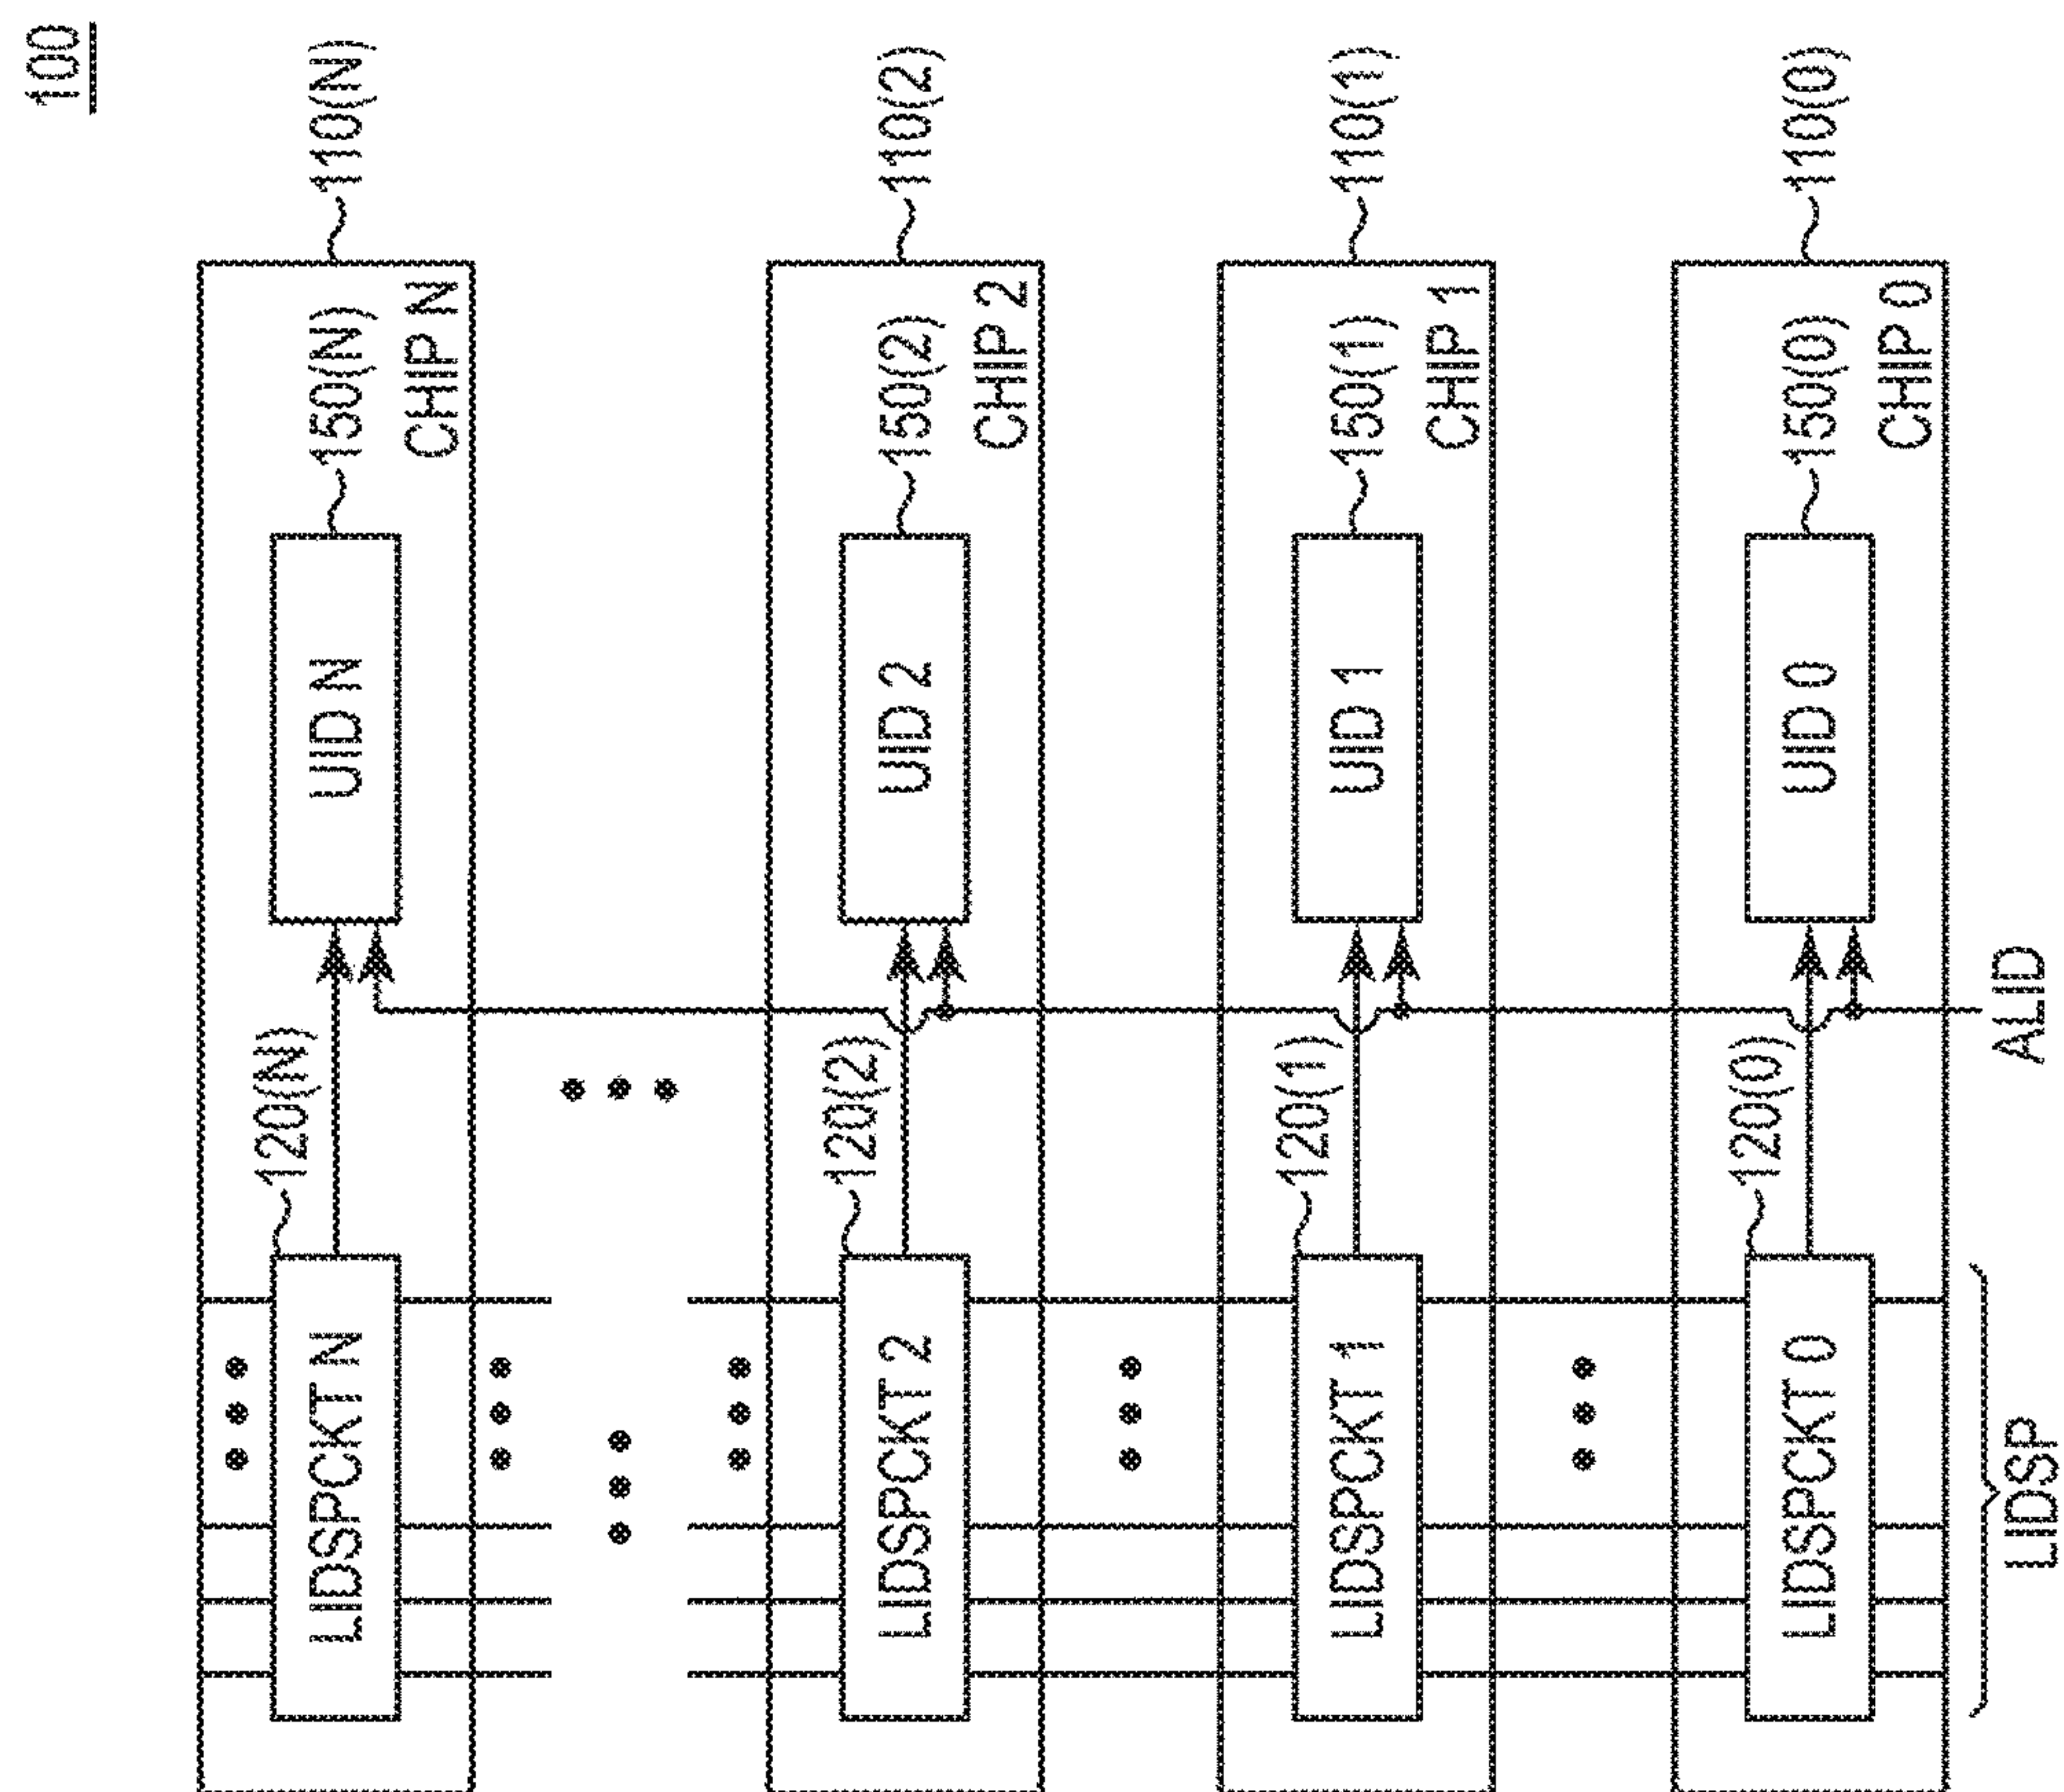 100
110(N)
150(N)
CHIP N
UID N
120(N)
LIDSPCKT N
110(2)
150(2)
CHIP 2
UID 2
120(2)
LIDSPCKT 2
110(1)
150(1)
CHIP 1
UID 1
120(1)
LIDSPCKT 1
110(0)
150(0)
CHIP 0
UID 0
120(0)
LIDSPCKT 0
ALID
LIDSP